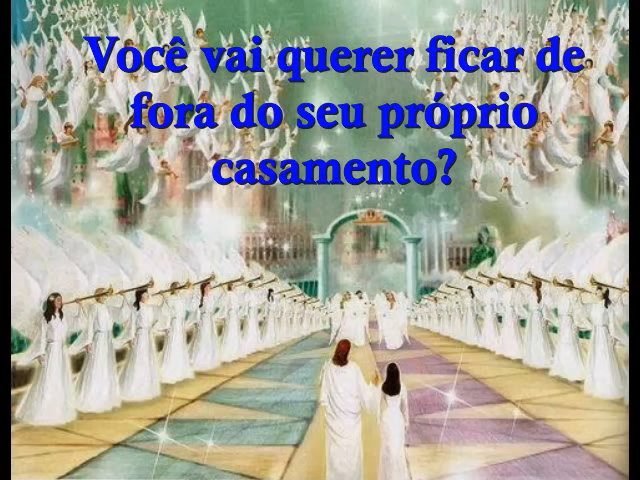 Você vai querer ficar de
fora do seu próprio
casamento?